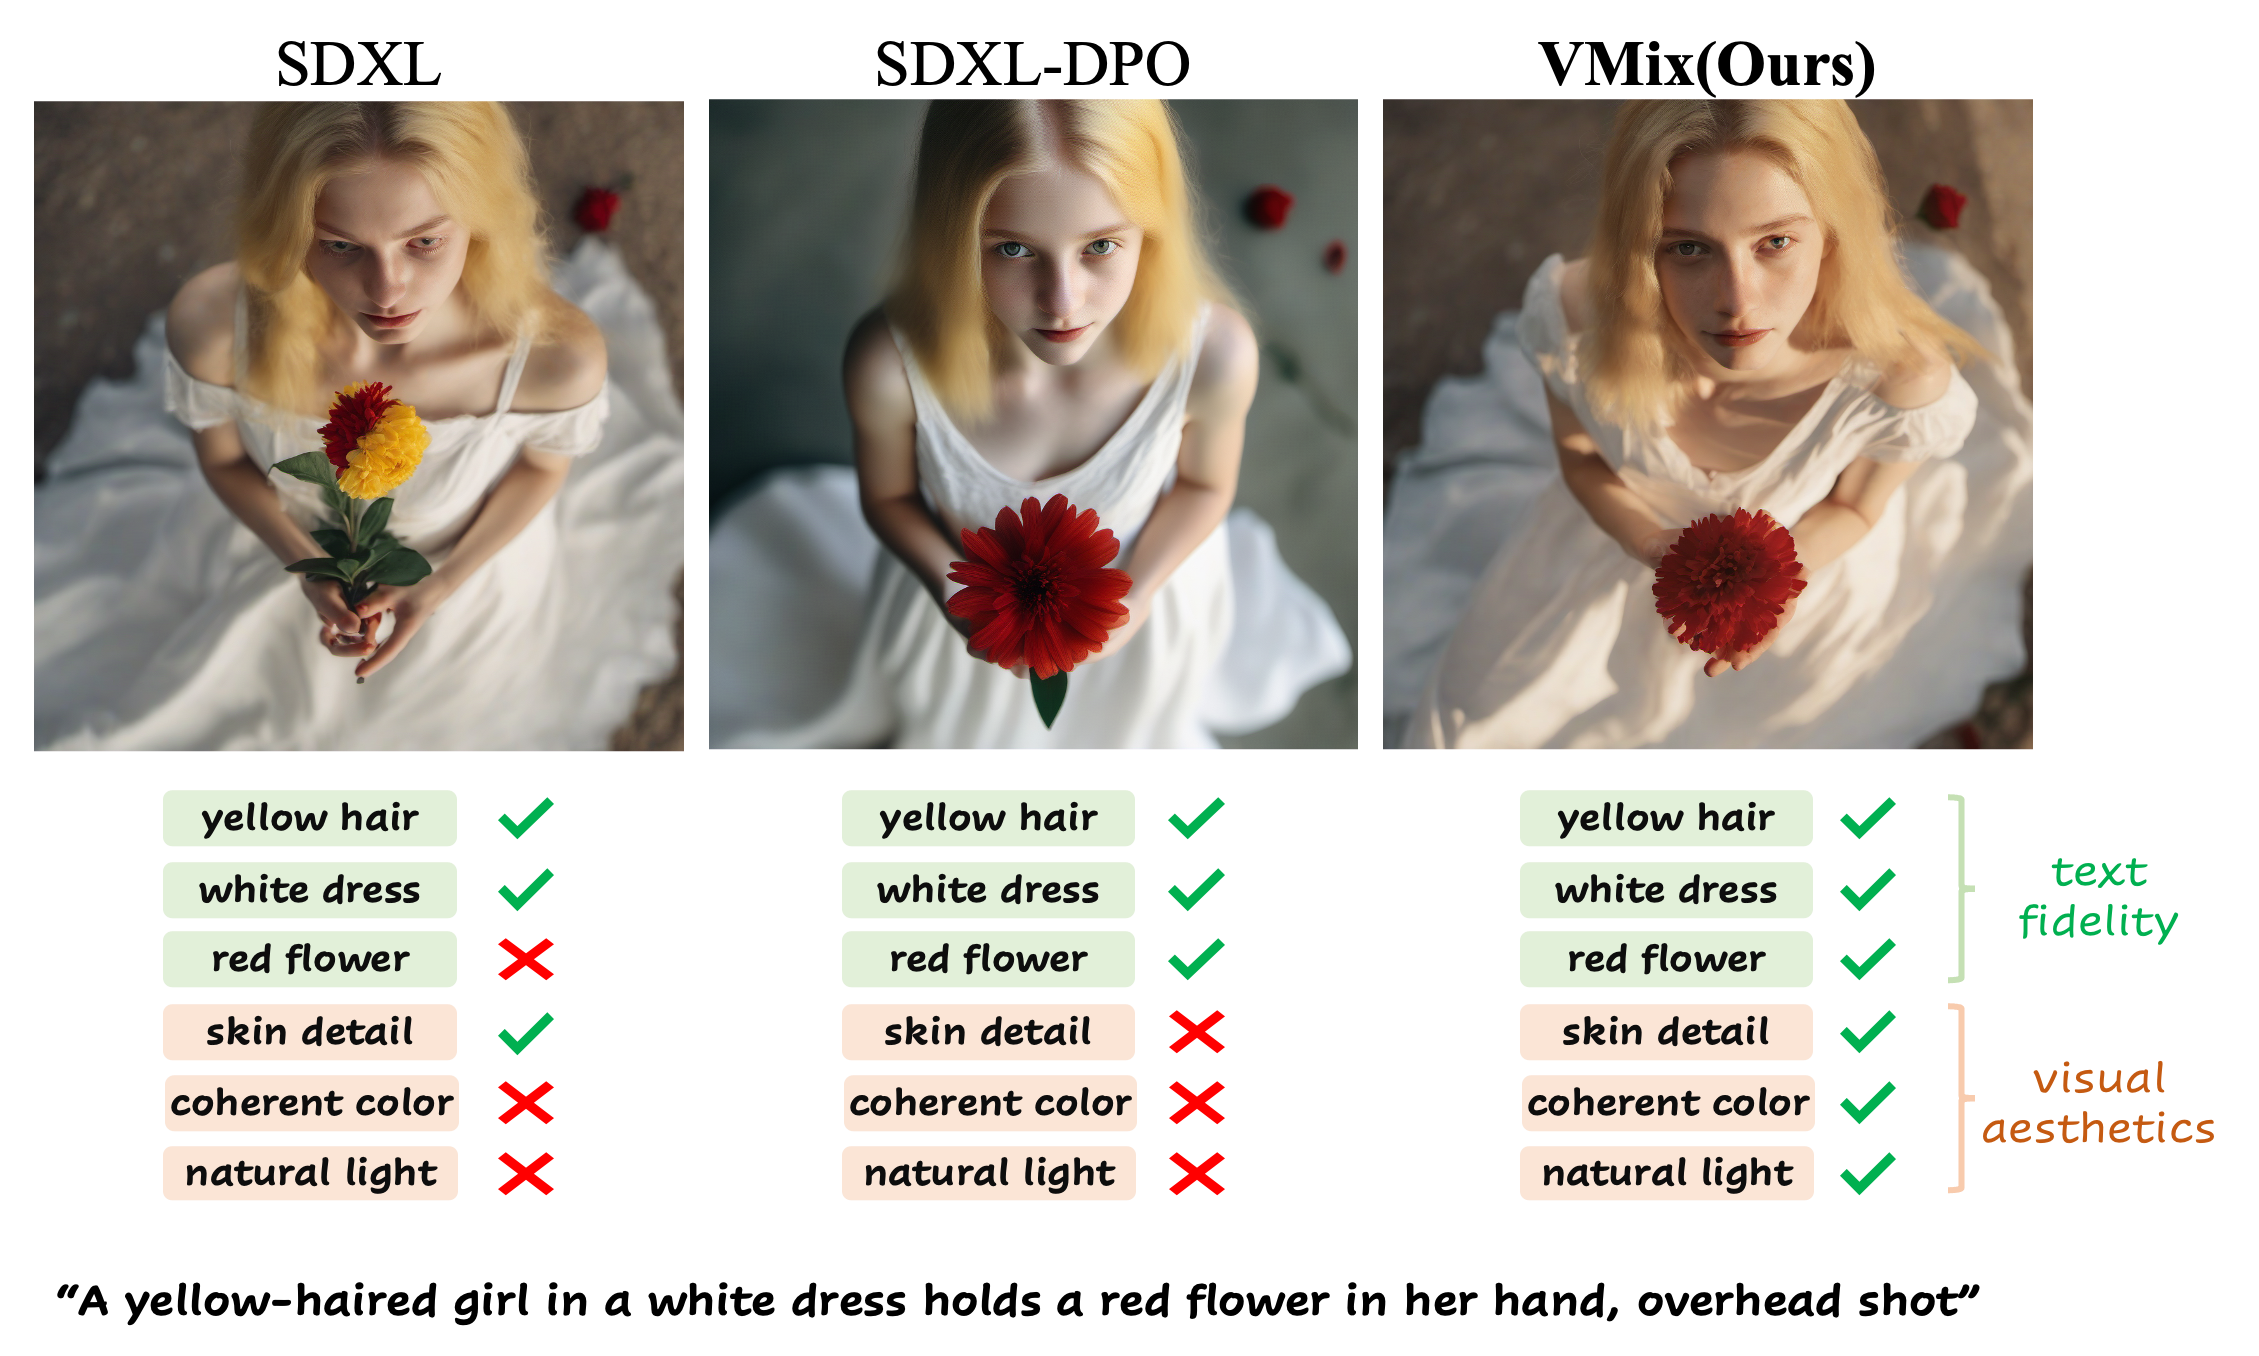 SDXL
SDXL-DPO
VMix(Ours)
yellow hair
white dress
red flower
skin detail
coherent color
natural light
yellow hair
white dress
red flower
skin detail
coherent color
natural light
yellow hair
white dress
red flower
skin detail
coherent color
natural light
text
fidelity
visual
aesthetics
“A yellow-haired girl in a white dress holds a red flower in her hand, overhead shot”